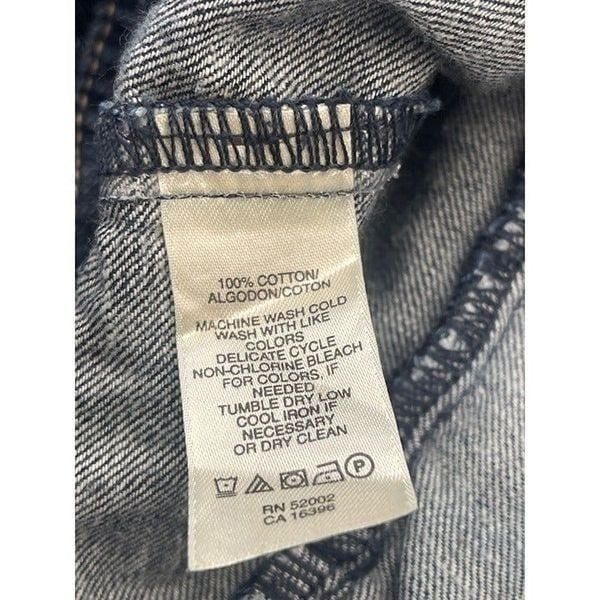 100% COTTON/
ALGODON/COTON
MACHINE WASH COLD
WASH WITH LIKE
COLORS
DELICATE CYCLE
NON-CHLORINE BLEACH
FOR COLORS, IF
NEEDED
TUMBLE DRY LOW
COOL IRON IF
NECESSARY
OR DRY CLEAN
P
RN 52002
CA 16396